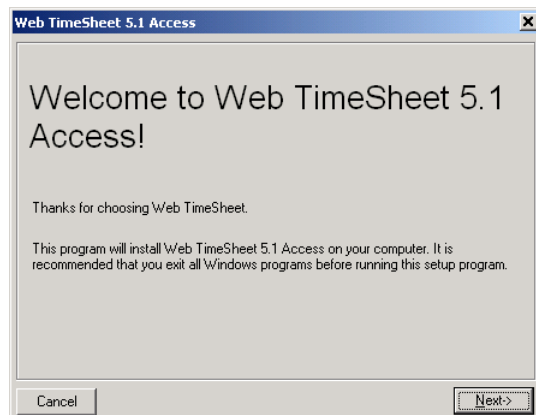 Web TimeSheet 5.1 Access
Welcome to Web TimeSheet 5.1
Access!
Thanks for choosing Web TimeSheet.
This program will install Web TimeSheet 5.1 Access on your computer. It is
recommended that you exit all Windows programs before running this setup program.
Cancel
Next->